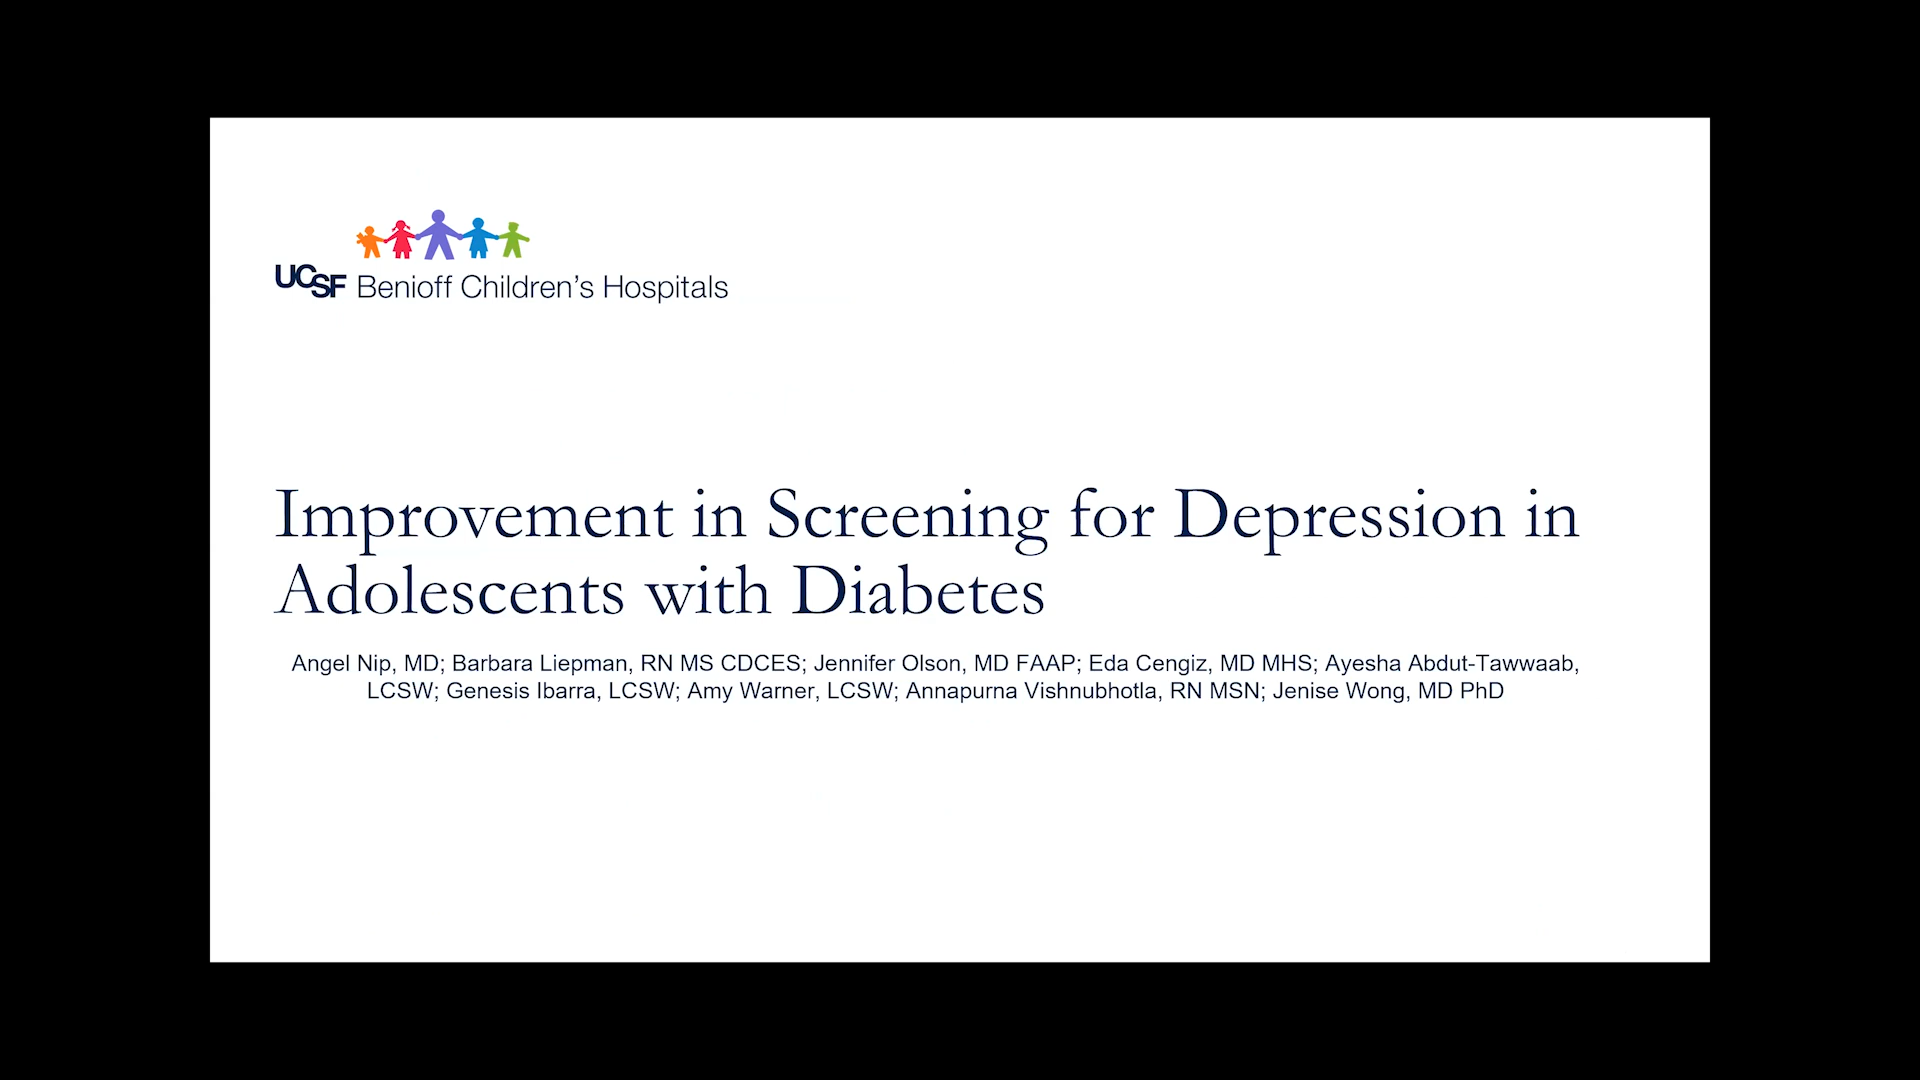 UCSF Benioff Children’s Hospitals
Improvement in Screening for Depression in
Adolescents with Diabetes
Angel Nip, MD; Barbara Liepman, RN MS CDCES; Jennifer Olson, MD FAAP; Eda Cengiz, MD MHS; Ayesha Abdut-Tawwaab,
LCSW; Genesis Ibarra, LCSW; Amy Warner, LCSW; Annapurna Vishnubhotla, RN MSN; Jenise Wong, MD PhD